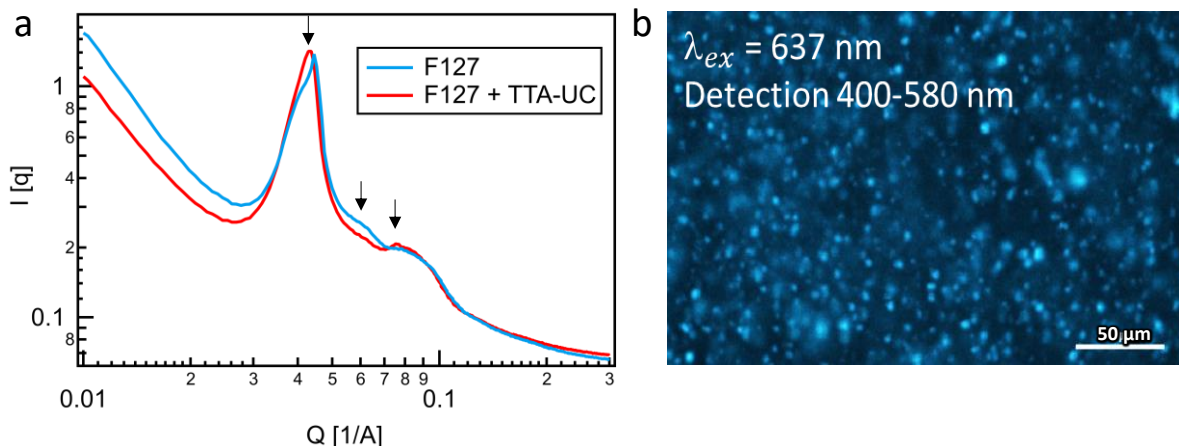 a
I [q]
1
8
6
4
2
0.1
8
F127
F127 + TTA-UC
0.01
2
3
4
5
6
7
8
9
0.1
2
3
Q [1/A]
b
λex = 637 nm
Detection 400-580 nm
50 μm